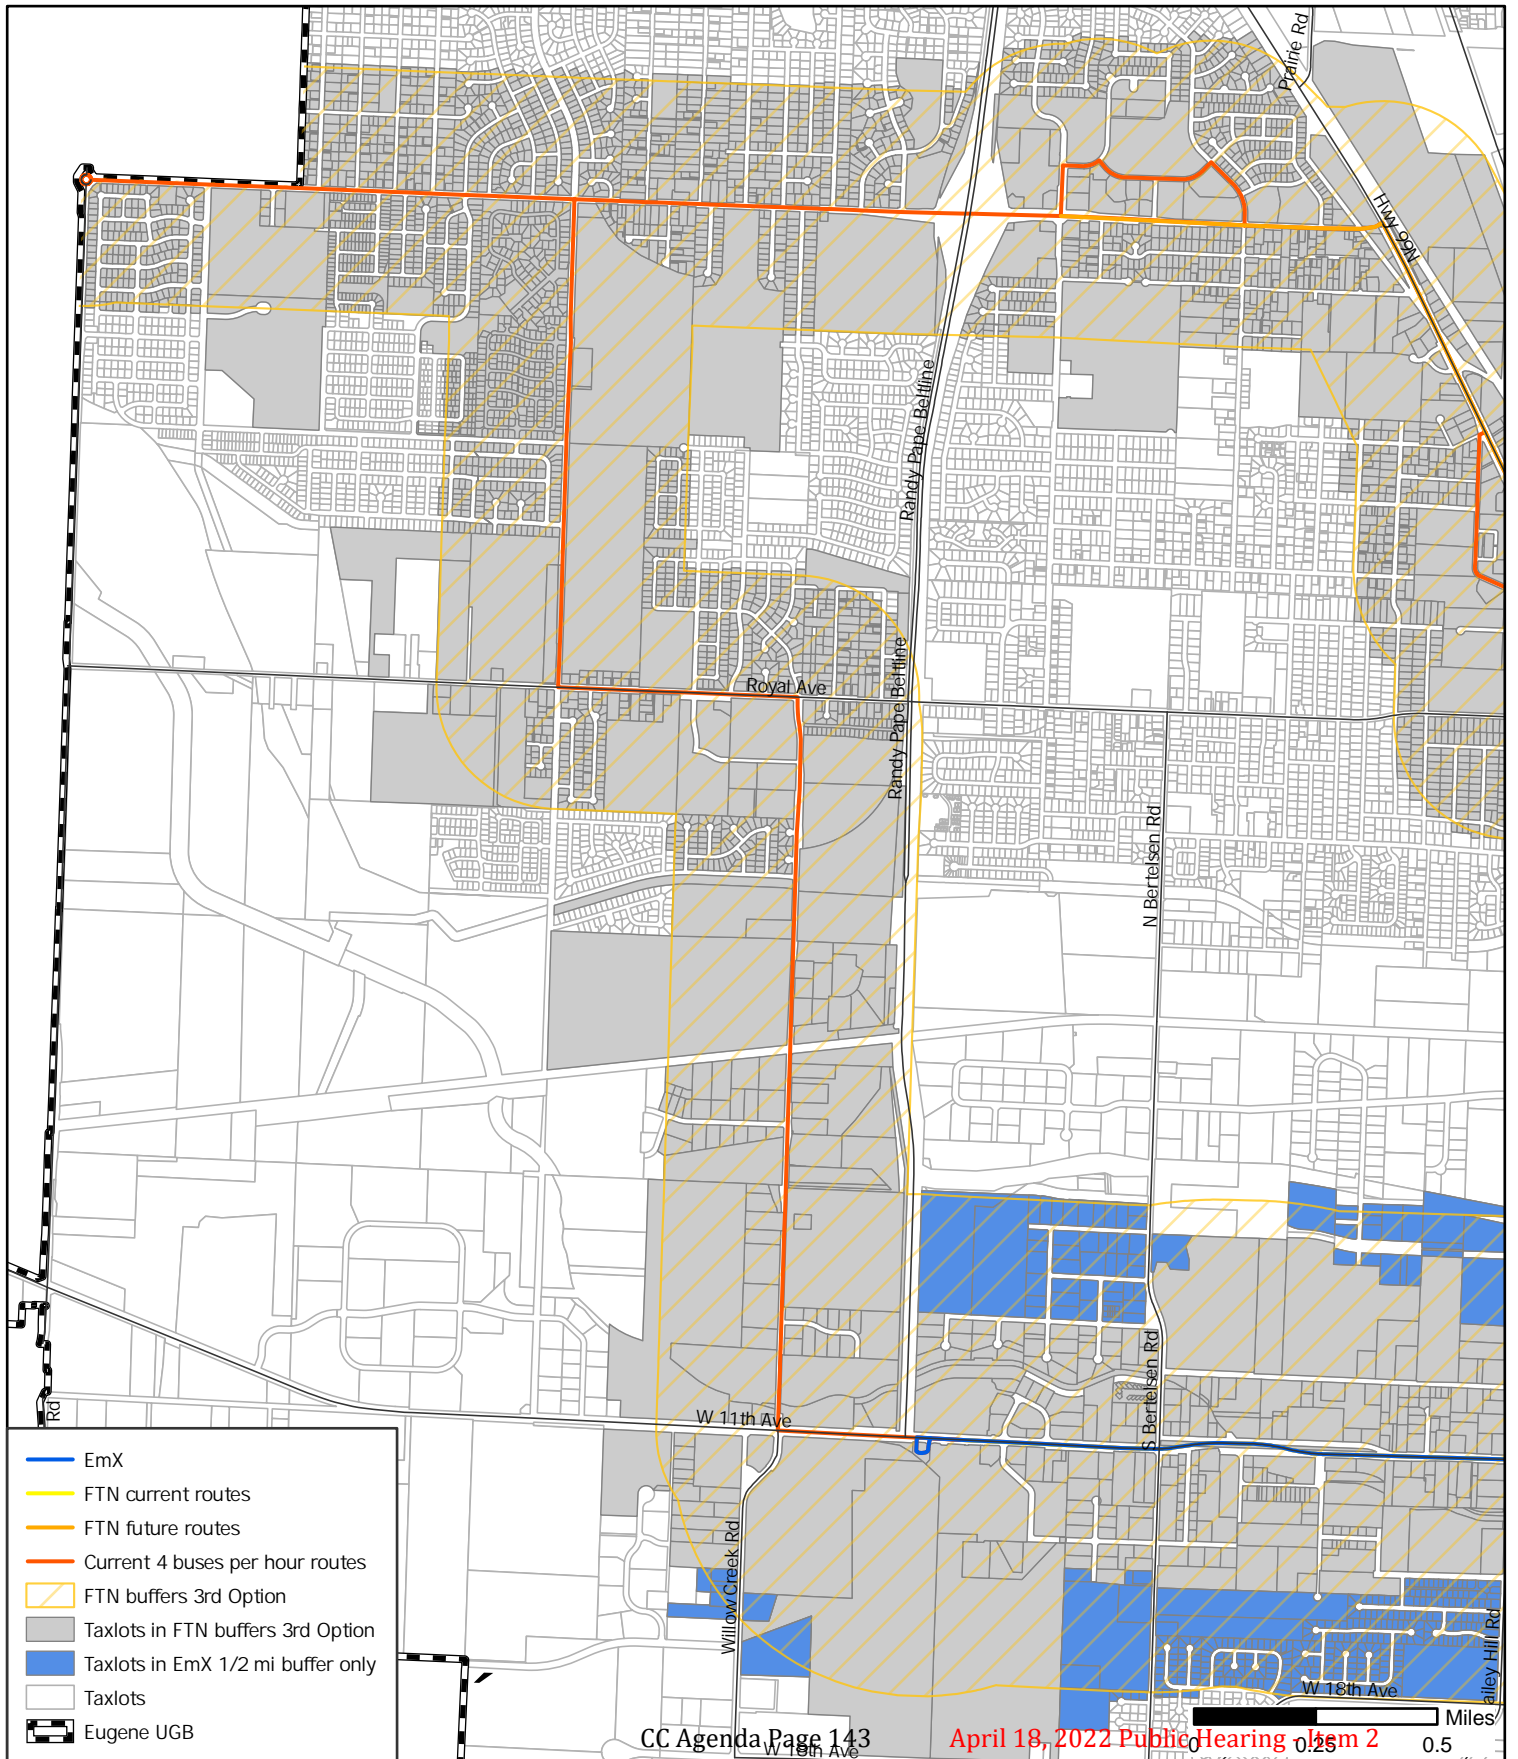 Prairie Rd
Hwy 99N
Randy Pape Beltline
Randy Pape Beltline
Royal Ave
N Bertelsen Rd
S Bertelsen Rd
W 11th Ave
Rd
Willow Creek Rd
ailey Hill Rd
W 18th Ave
EmX
FTN current routes
FTN future routes
Current 4 buses per hour routes
FTN buffers 3rd Option
Taxlots in FTN buffers 3rd Option
Taxlots in EmX 1/2 mi buffer only
Taxlots
Eugene UGB
Miles
0 0.25 0.5
CC Agenda Page 143 April 18, 2022 Public Hearing - Item 2
W 18th Ave